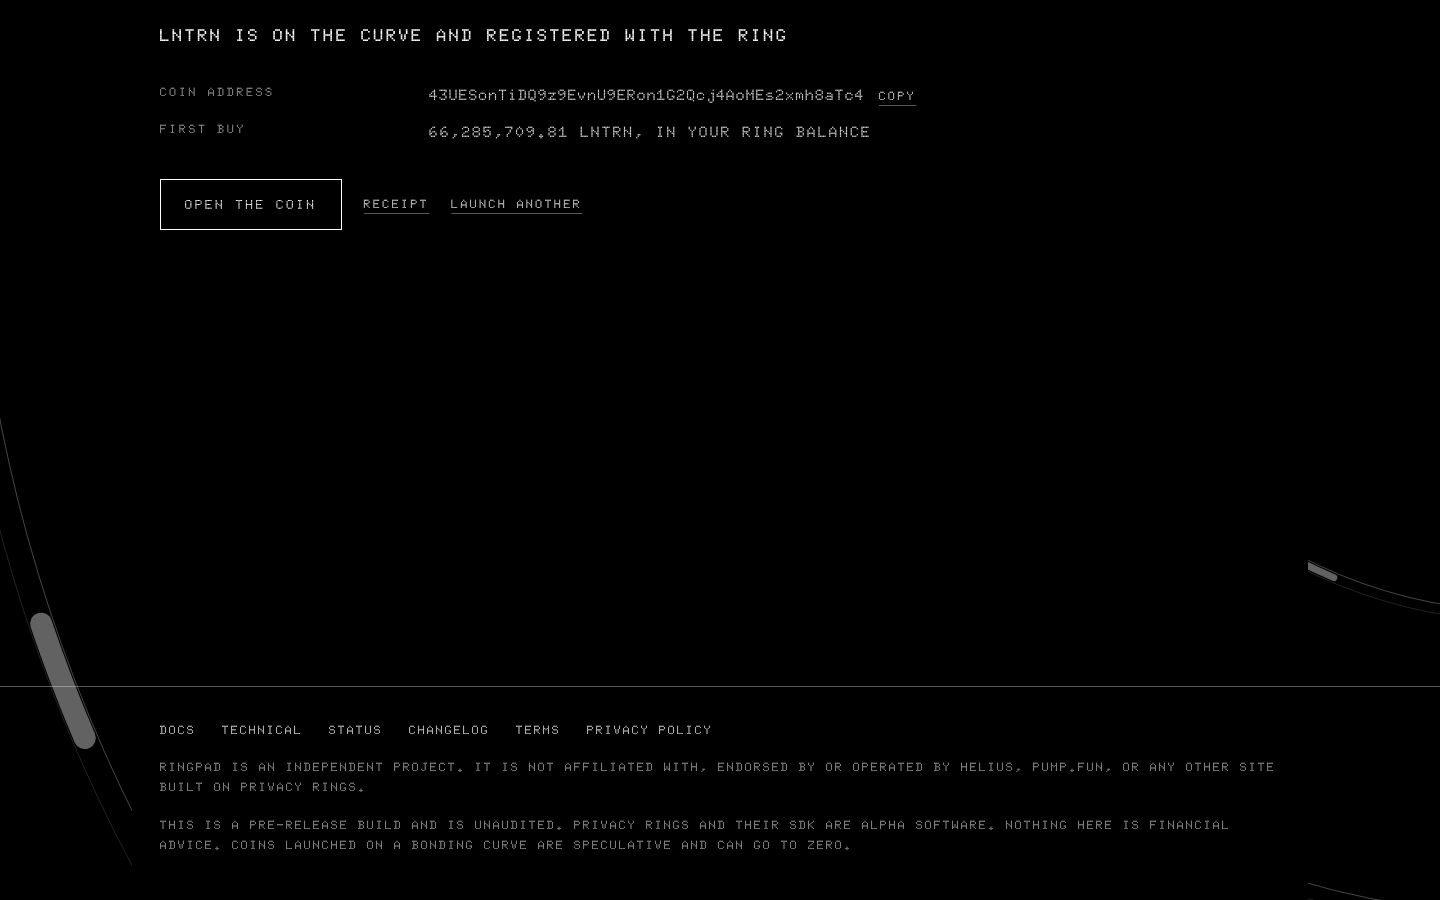 LNTRN IS ON THE CURVE AND REGISTERED WITH THE RING
COIN ADDRESS
43UESonTiDQ9z9EvnU9ERon1G2Qcj4AoMEs2xmh8aTc4 COPY
FIRST BUY
66,285,709.81 LNTRN, IN YOUR RING BALANCE
OPEN THE COIN RECEIPT LAUNCH ANOTHER
DOCS TECHNICAL STATUS CHANGELOG TERMS PRIVACY POLICY
RINGPAD IS AN INDEPENDENT PROJECT. IT IS NOT AFFILIATED WITH, ENDORSED BY OR OPERATED BY HELIUS, PUMP.FUN, OR ANY OTHER SITE
BUILT ON PRIVACY RINGS.
THIS IS A PRE-RELEASE BUILD AND IS UNAUDITED. PRIVACY RINGS AND THEIR SDK ARE ALPHA SOFTWARE. NOTHING HERE IS FINANCIAL
ADVICE. COINS LAUNCHED ON A BONDING CURVE ARE SPECULATIVE AND CAN GO TO ZERO.